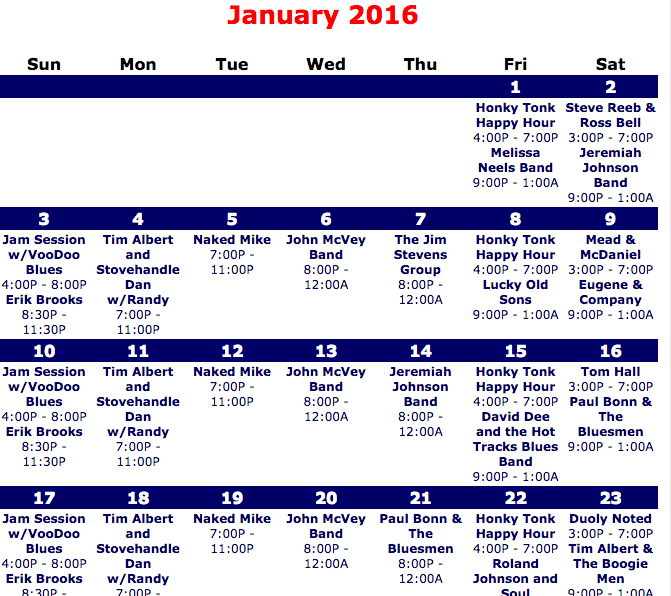 January 2016
Sun Mon Tue Wed Thu Fri Sat
1 2
Honky Tonk
Happy Hour
4:00P - 7:00P
Melissa
Neels Band
9:00P - 1:00A
Steve Reeb &
Ross Bell
3:00P - 7:00P
Jeremiah
Johnson
Band
9:00P - 1:00A
3 4 5 6 7 8 9
Jam Session
w/VooDoo
Blues
4:00P - 8:00P
Erik Brooks
8:30P -
11:30P
Tim Albert
and
Stovehandle
Dan
w/Randy
7:00P -
11:00P
Naked Mike
7:00P -
11:00P
John McVey
Band
8:00P -
12:00A
The Jim
Stevens
Group
8:00P -
12:00A
Honky Tonk
Happy Hour
4:00P - 7:00P
Lucky Old
Sons
9:00P - 1:00A
Mead &
McDaniel
3:00P - 7:00P
Eugene &
Company
9:00P - 1:00A
10 11 12 13 14 15 16
Jam Session
w/VooDoo
Blues
4:00P - 8:00P
Erik Brooks
8:30P -
11:30P
Tim Albert
and
Stovehandle
Dan
w/Randy
7:00P -
11:00P
Naked Mike
7:00P -
11:00P
John McVey
Band
8:00P -
12:00A
Jeremiah
Johnson
Band
8:00P -
12:00A
Honky Tonk
Happy Hour
4:00P - 7:00P
David Dee
and the Hot
Tracks Blues
Band
9:00P - 1:00A
Tom Hall
3:00P - 7:00P
Paul Bonn &
The
Bluesmen
9:00P - 1:00A
17 18 19 20 21 22 23
Jam Session
w/VooDoo
Blues
4:00P - 8:00P
Erik Brooks
8:30P -
Tim Albert
and
Stovehandle
Dan
w/Randy
7:00P -
Naked Mike
7:00P -
11:00P
John McVey
Band
8:00P -
12:00A
Paul Bonn &
The
Bluesmen
8:00P -
12:00A
Honky Tonk
Happy Hour
4:00P - 7:00P
Roland
Johnson and
Soul
Duoly Noted
3:00P - 7:00P
Tim Albert &
The Boogie
Men
9:00P - 1:00A